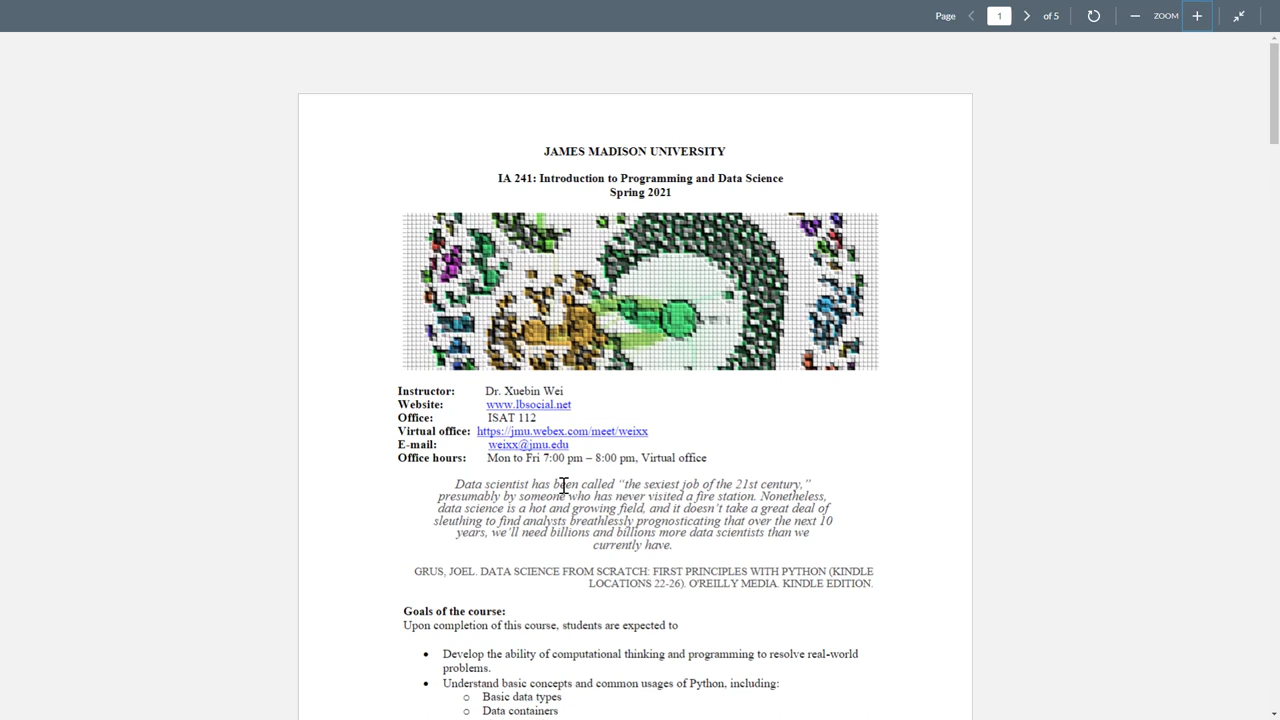 Page 1 of 5 ZOOM
JAMES MADISON UNIVERSITY
IA 241: Introduction to Programming and Data Science
Spring 2021
Instructor: Dr. Xuebin Wei
Website: www.lbsocial.net
Office: ISAT 112
Virtual office: https://jmu.webex.com/meet/weixx
E-mail: weixx@jmu.edu
Office hours: Mon to Fri 7:00 pm – 8:00 pm, Virtual office
Data scientist has been called “the sexiest job of the 21st century,”
presumably by someone who has never visited a fire station. Nonetheless,
data science is a hot and growing field, and it doesn’t take a great deal of
sleuthing to find analysts breathlessly prognosticating that over the next 10
years, we’ll need billions and billions more data scientists than we
currently have.
GRUS, JOEL. DATA SCIENCE FROM SCRATCH: FIRST PRINCIPLES WITH PYTHON (KINDLE
LOCATIONS 22-26). O'REILLY MEDIA. KINDLE EDITION.
Goals of the course:
Upon completion of this course, students are expected to
• Develop the ability of computational thinking and programming to resolve real-world
problems.
• Understand basic concepts and common usages of Python, including:
o Basic data types
o Data containers